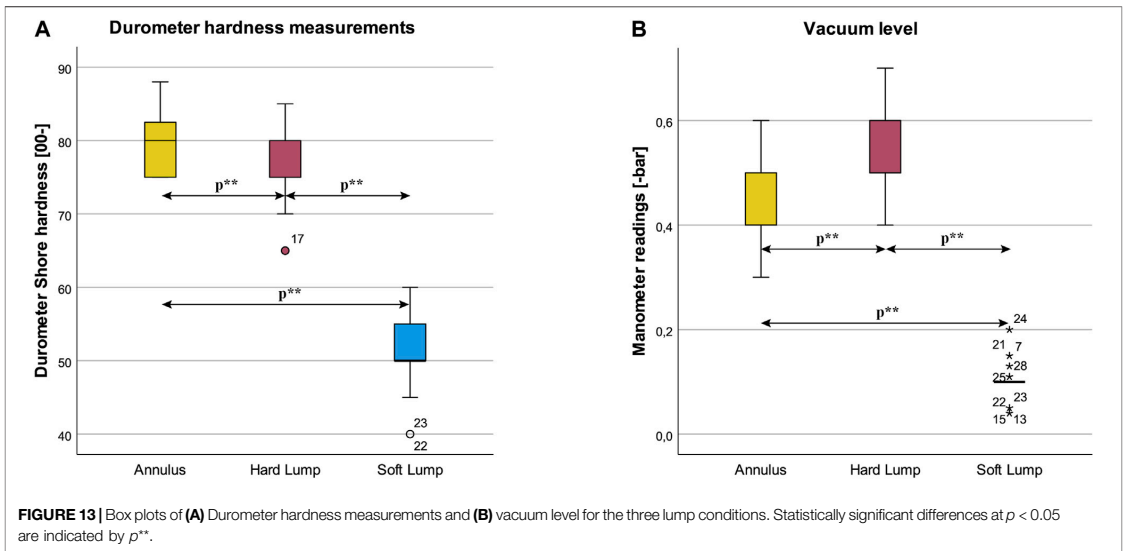 A
Durometer hardness measurements
Durometer Shore hardness [00-]
90
80
70
60
50
40
p**
p**
p**
17
23
22
Annulus
Hard Lump
Soft Lump
B
Vacuum level
Manometer readings [-bar]
0,6
0,4
0,2
0,0
p**
p**
p**
24
21 7
28
25
22 23
15 13
Annulus
Hard Lump
Soft Lump
FIGURE 13 | Box plots of (A) Durometer hardness measurements and (B) vacuum level for the three lump conditions. Statistically significant differences at p < 0.05
are indicated by p**.